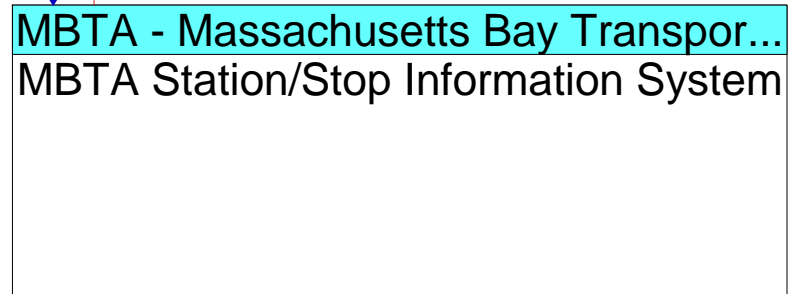 MBTA - Massachusetts Bay Transpor...
MBTA Station/Stop Information System